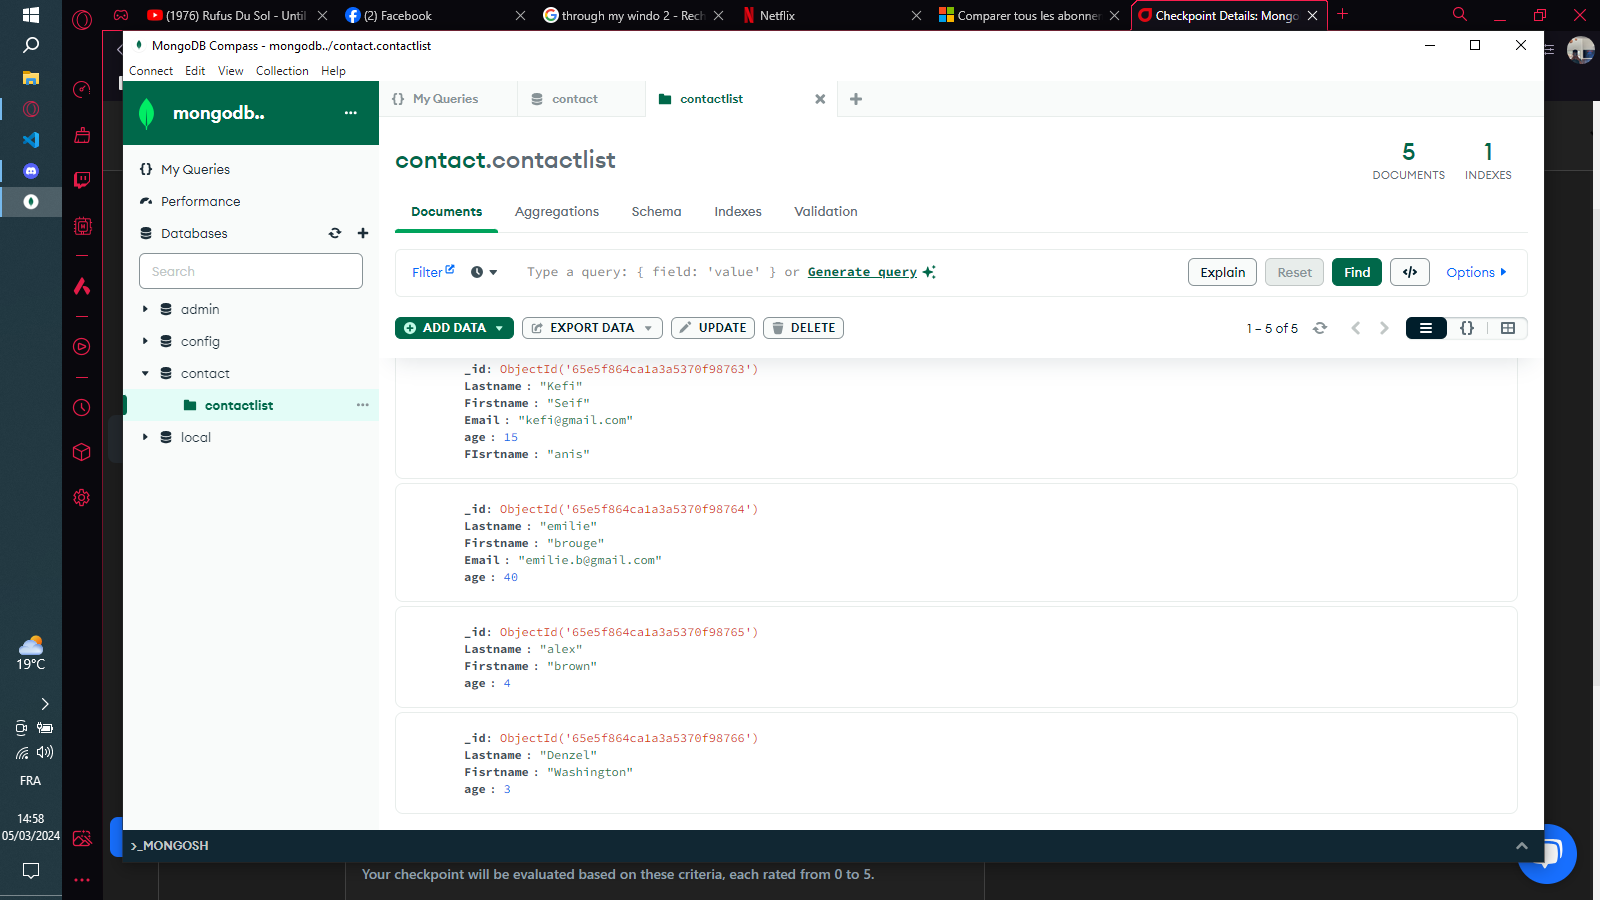 (1976) Rufus Du Sol - Until
(2) Facebook
through my windo 2 - Rech
Netflix
Comparer tous les abonner
Checkpoint Details: Mongo
MongoDB Compass - mongodb../contact.contactlist
Connect Edit View Collection Help
mongodb..
{} My Queries
contact
contactlist
My Queries
Performance
Databases
Search
admin
config
contact
contactlist
local
contact.contactlist
5
DOCUMENTS
1
INDEXES
Documents Aggregations Schema Indexes Validation
Filter
Type a query: { field: 'value' } or Generate query
Explain Reset Find </> Options
ADD DATA EXPORT DATA UPDATE DELETE
1 – 5 of 5
{}
_id: ObjectId('65e5f864ca1a3a5370f98763')
Lastname : "Kefi"
Firstname : "Seif"
Email : "kefi@gmail.com"
age : 15
FIsrtname : "anis"
_id: ObjectId('65e5f864ca1a3a5370f98764')
Lastname : "emilie"
Firstname : "brouge"
Email : "emilie.b@gmail.com"
age : 40
_id: ObjectId('65e5f864ca1a3a5370f98765')
Lastname : "alex"
Firstname : "brown"
age : 4
_id: ObjectId('65e5f864ca1a3a5370f98766')
Lastname : "Denzel"
Fisrtname : "Washington"
age : 3
>_MONGOSH
Your checkpoint will be evaluated based on these criteria, each rated from 0 to 5.
19°C
FRA
14:58
05/03/2024